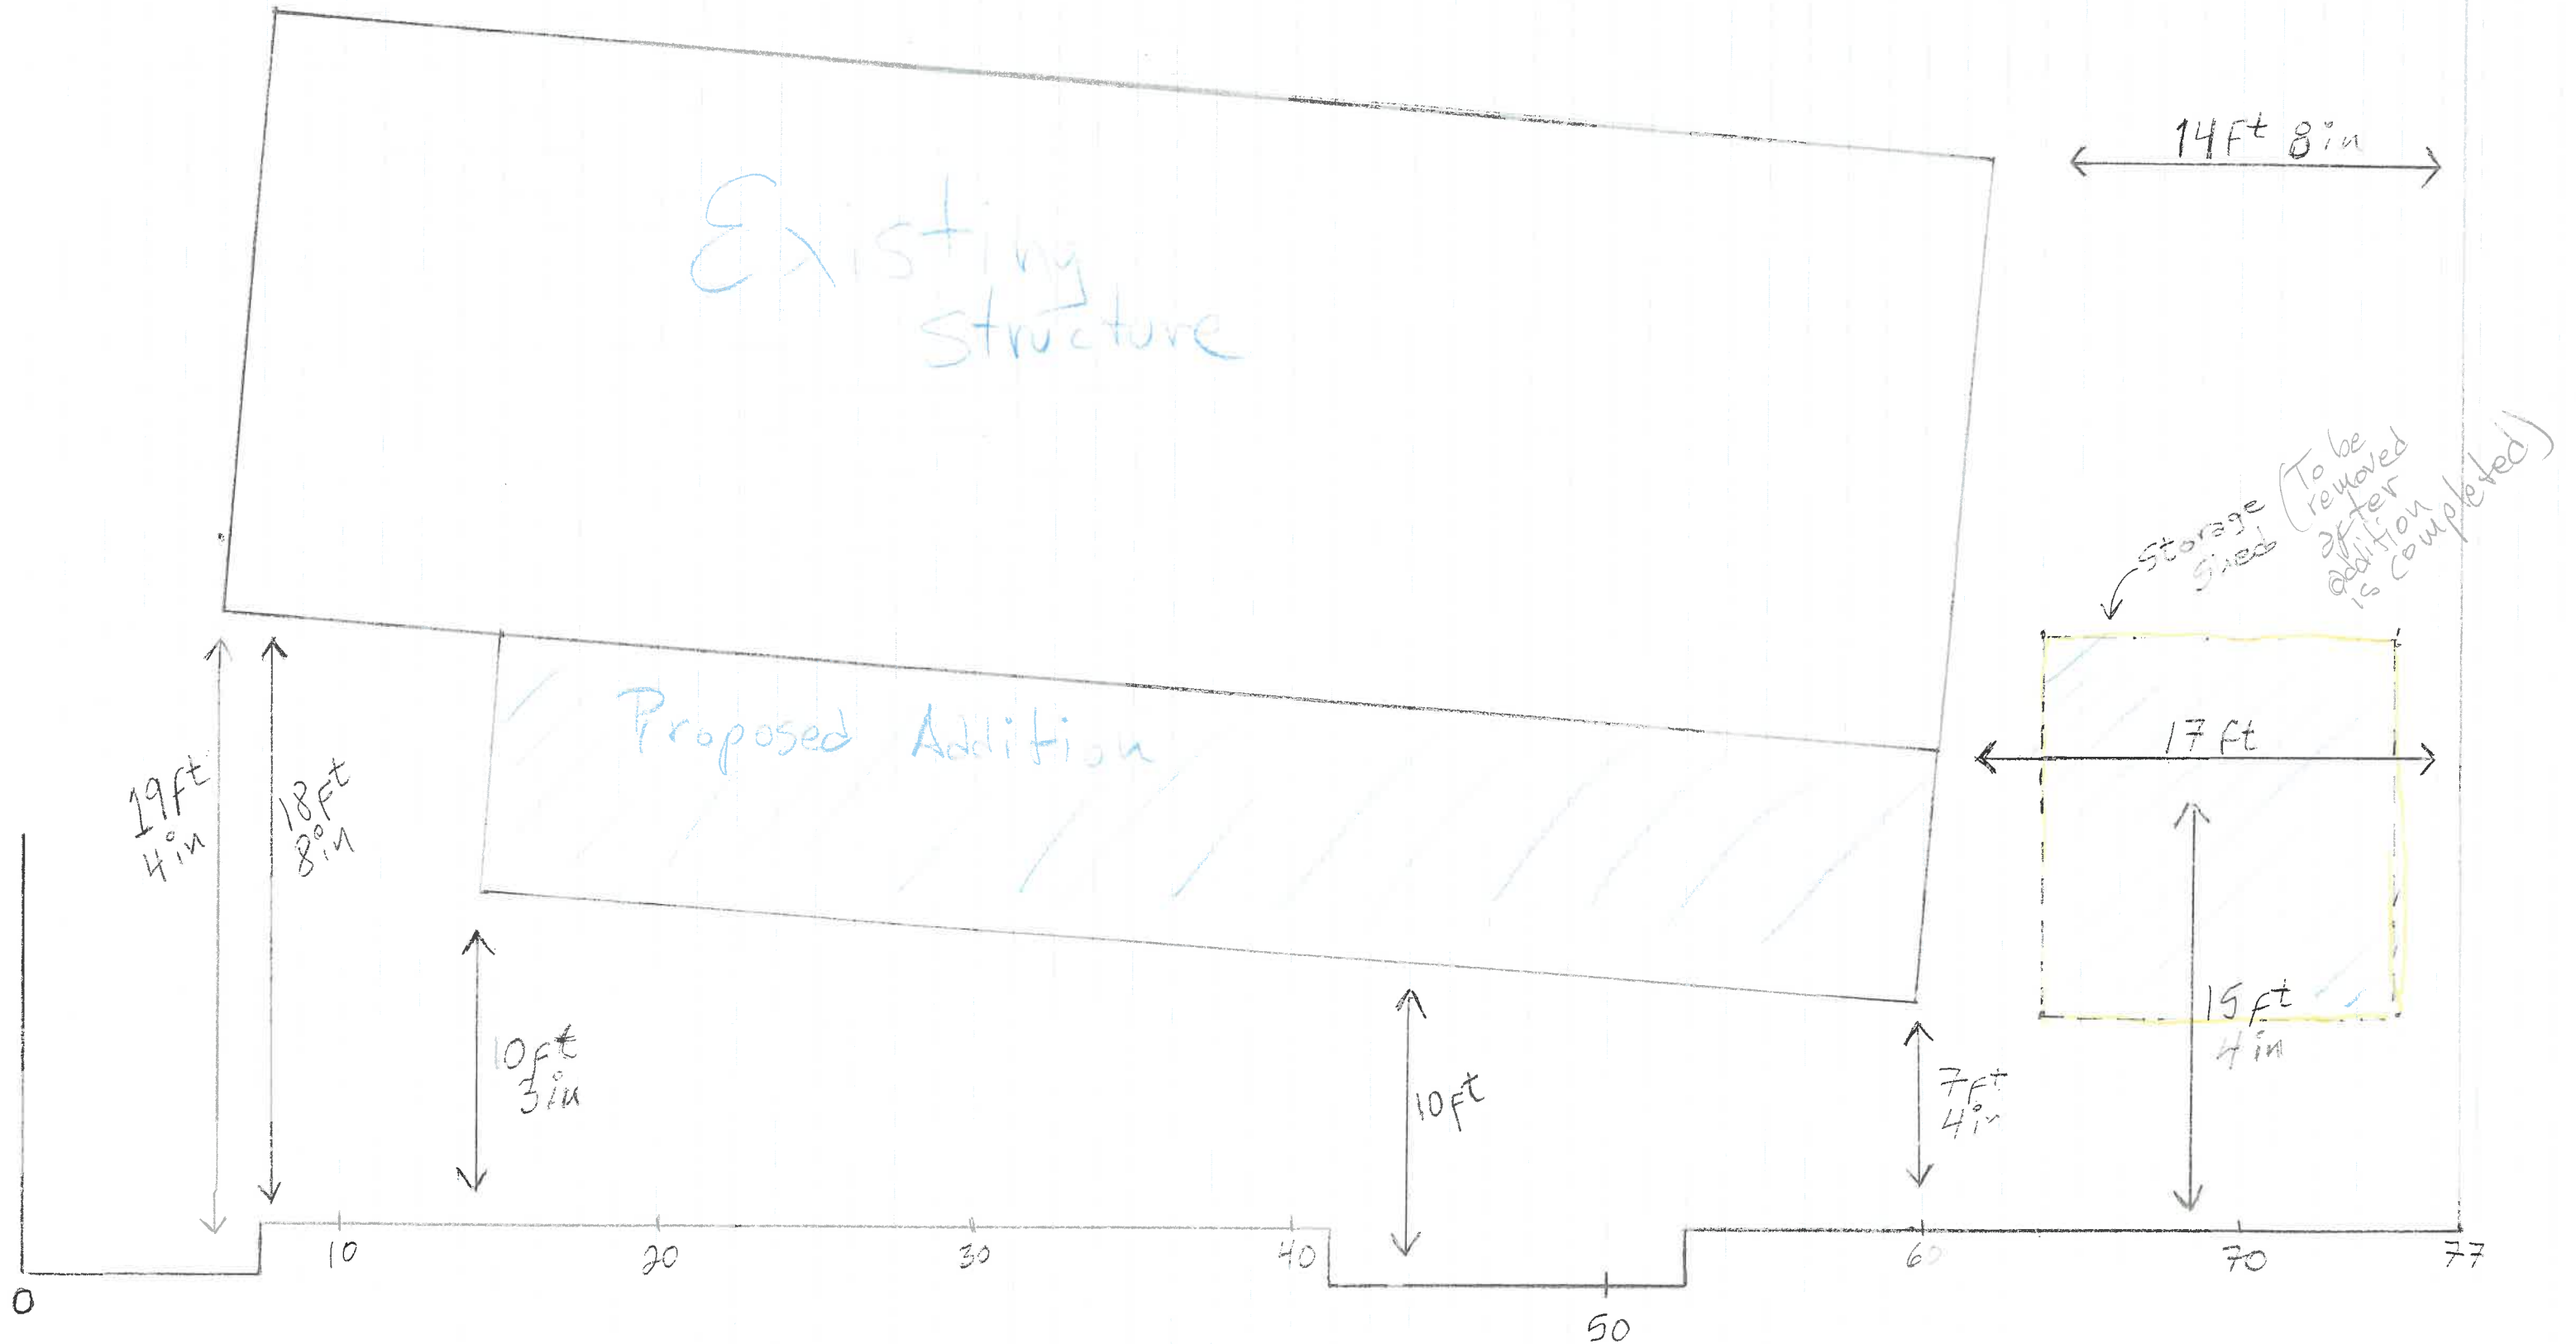 14ft 8in
Existing
structure
storage
shed
(To be
removed
after
addition
is completed)
Proposed Addition
17 ft
19ft
4in
18ft
8in
10ft
3in
10ft
7ft
4in
15ft
4in
0
10
20
30
40
50
60
70
77